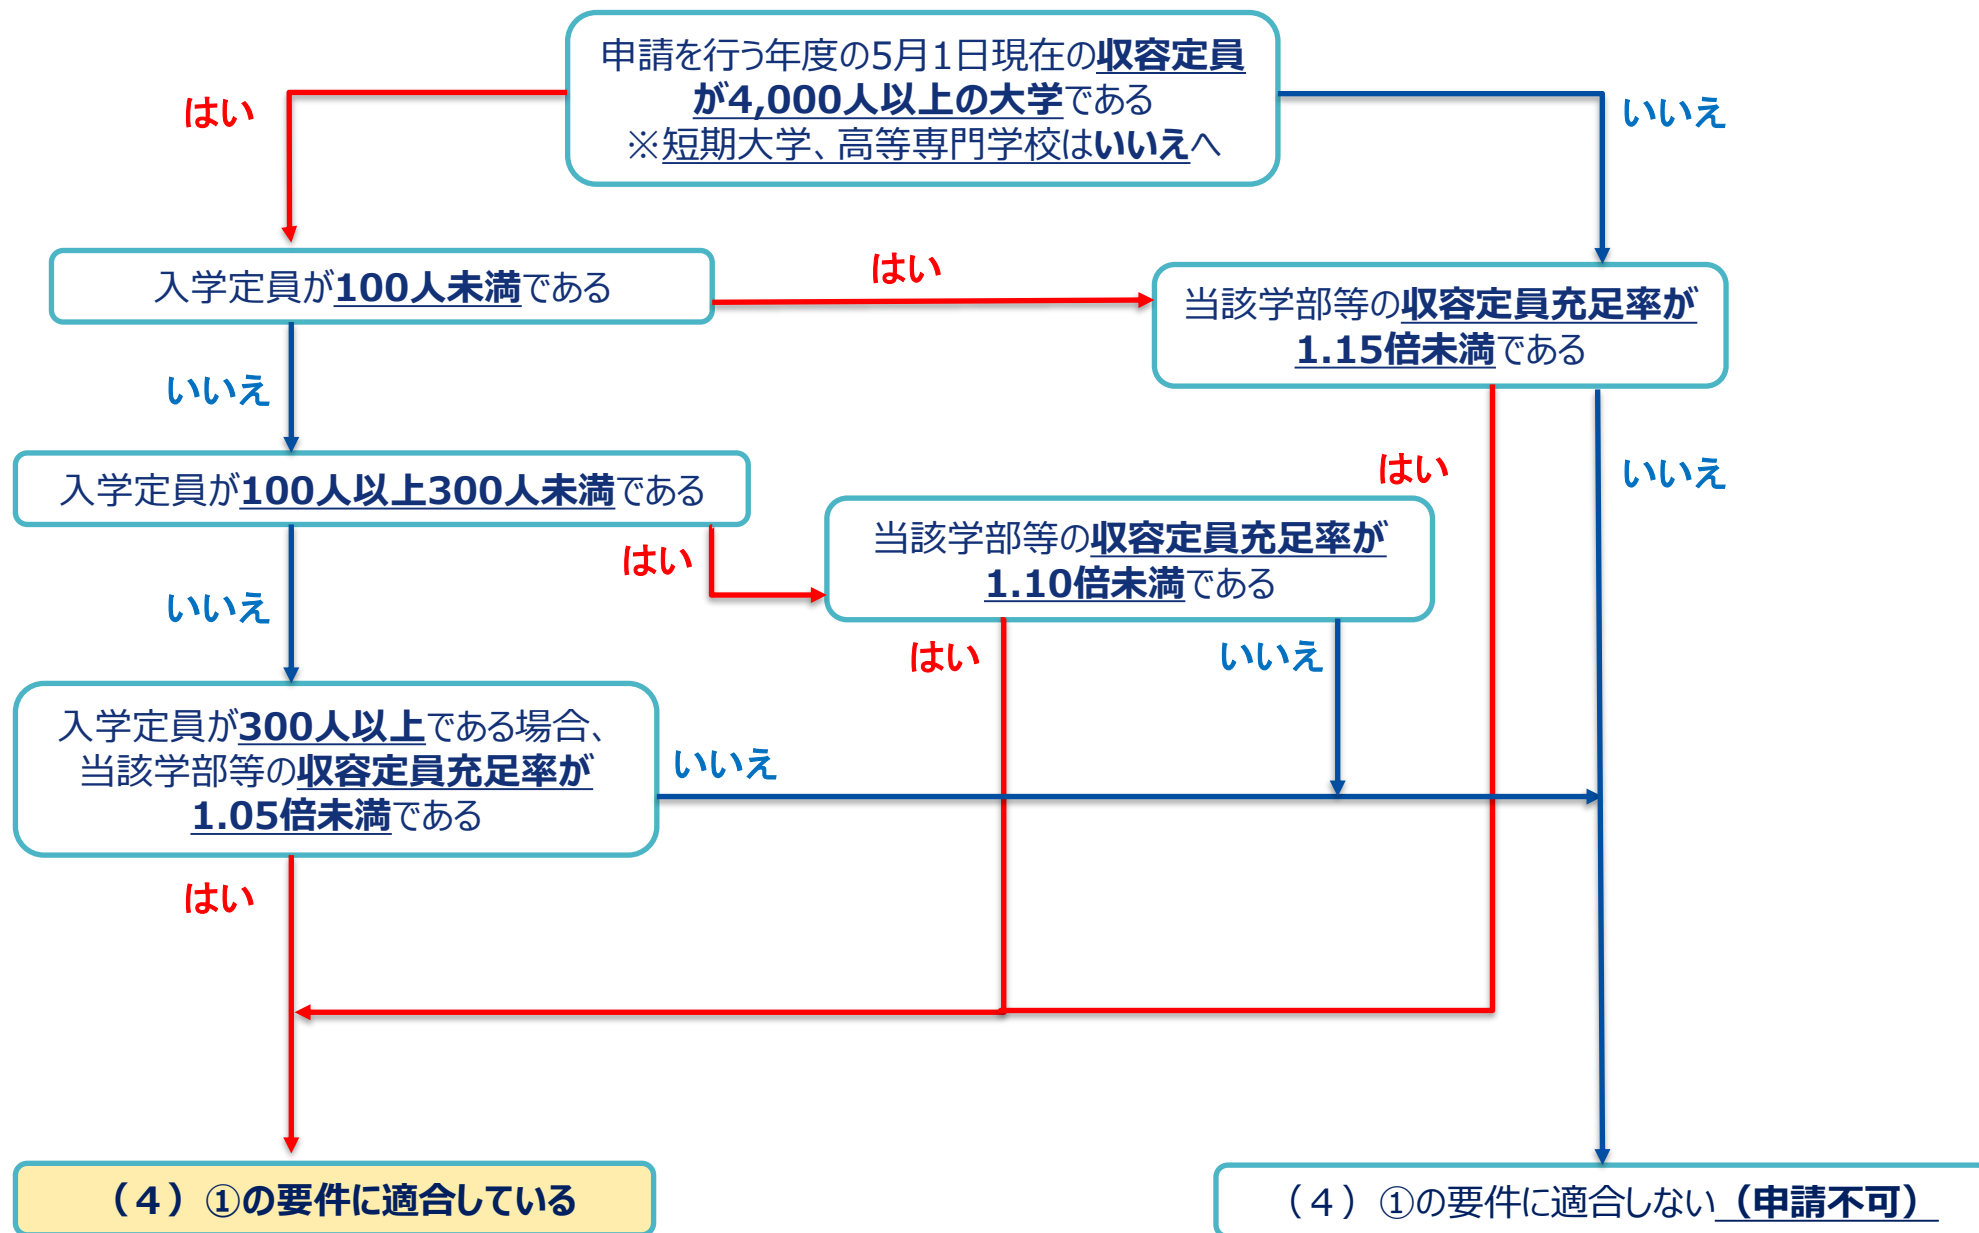 申請を行う年度の5月1日現在の収容定員
が4,000人以上の大学である
※短期大学、高等専門学校はいいえへ
はい
いいえ
入学定員が100人未満である
はい
当該学部等の収容定員充足率が
1.15倍未満である
いいえ
入学定員が100人以上300人未満である
はい
いいえ
はい
当該学部等の収容定員充足率が
1.10倍未満である
いいえ
はい
いいえ
入学定員が300人以上である場合、
当該学部等の収容定員充足率が
1.05倍未満である
いいえ
はい
（４）①の要件に適合している
（４）①の要件に適合しない（申請不可）